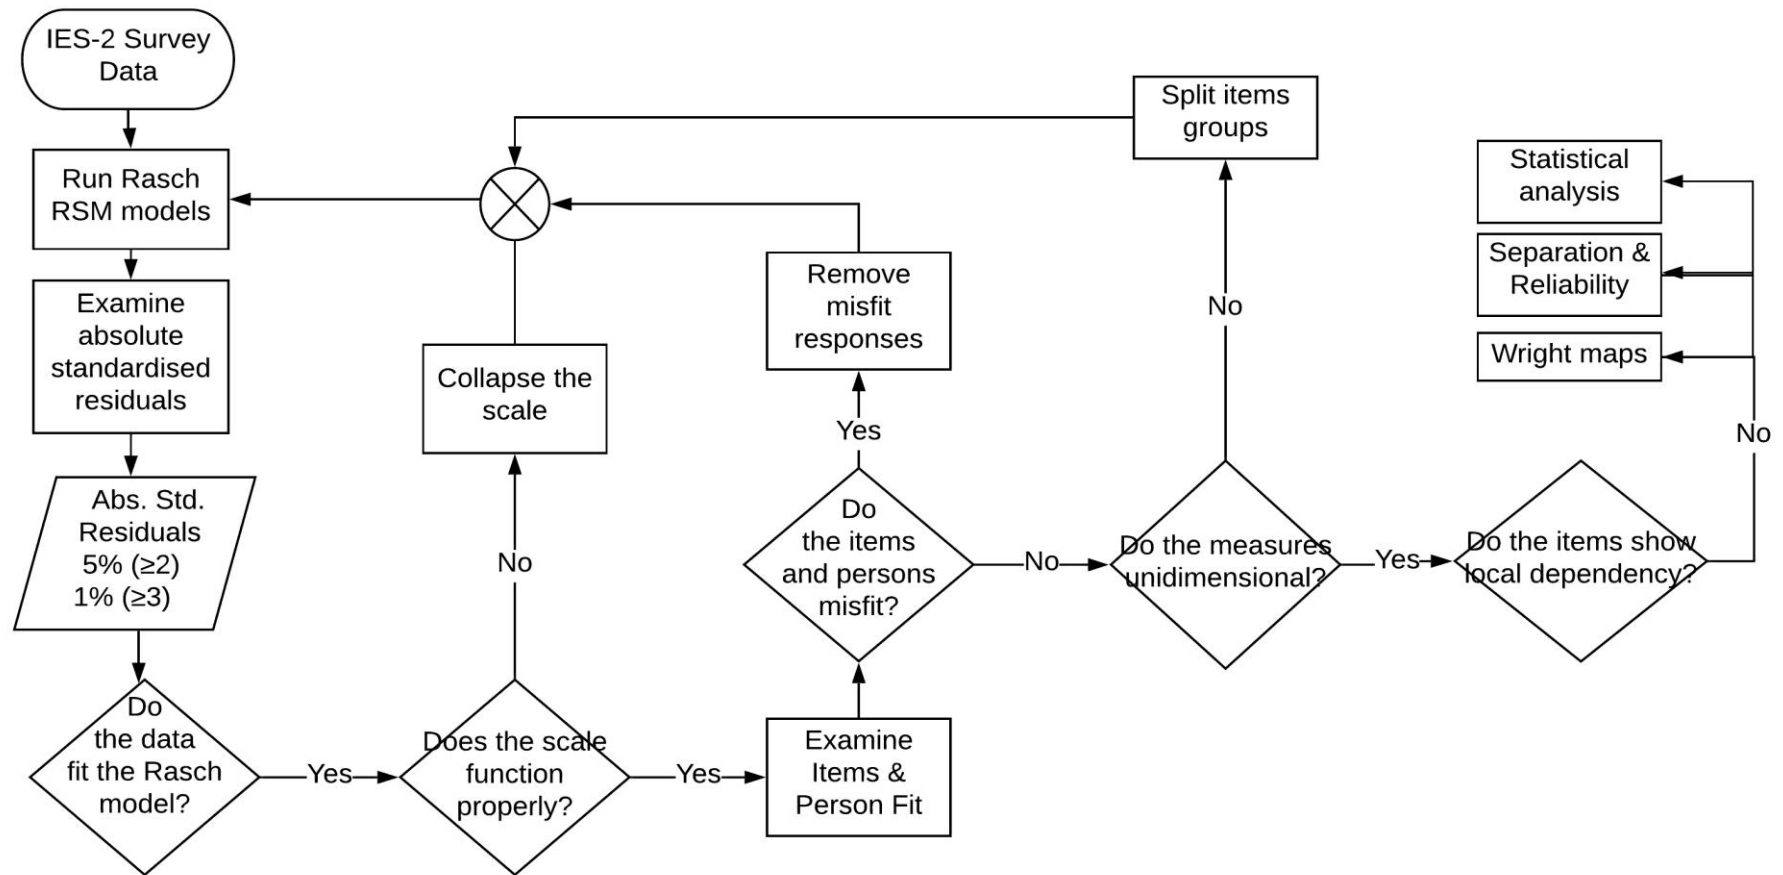 IES-2 Survey
Data
Run Rasch
RSM models
Examine
absolute
standardised
residuals
Abs. Std.
Residuals
5% (≥2)
1% (≥3)
Do
the data
fit the Rasch
model?
Yes
Does the scale
function
properly?
No
Collapse the
scale
Yes
Examine
Items &
Person Fit
Do
the items
and persons
misfit?
Yes
Remove
misfit
responses
No
Do the measures
unidimensional?
No
Split items
groups
Yes
Do the items show
local dependency?
No
Statistical
analysis
Separation &
Reliability
Wright maps